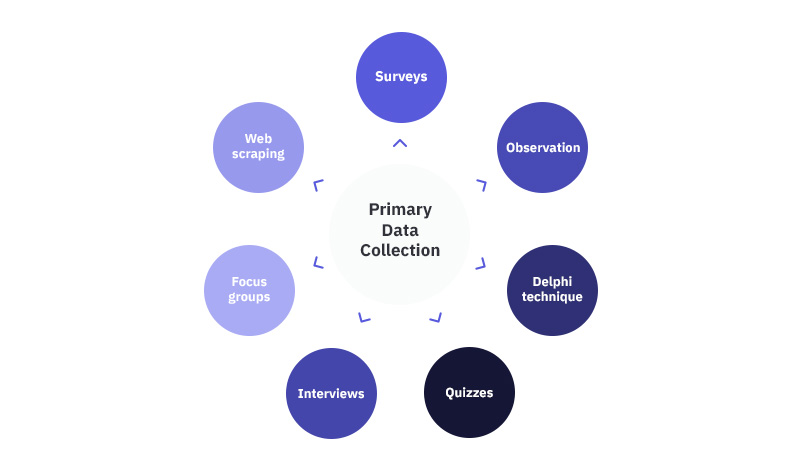 Surveys
Web
scraping
Observation
Primary
Data
Collection
Focus
groups
Delphi
technique
Interviews
Quizzes